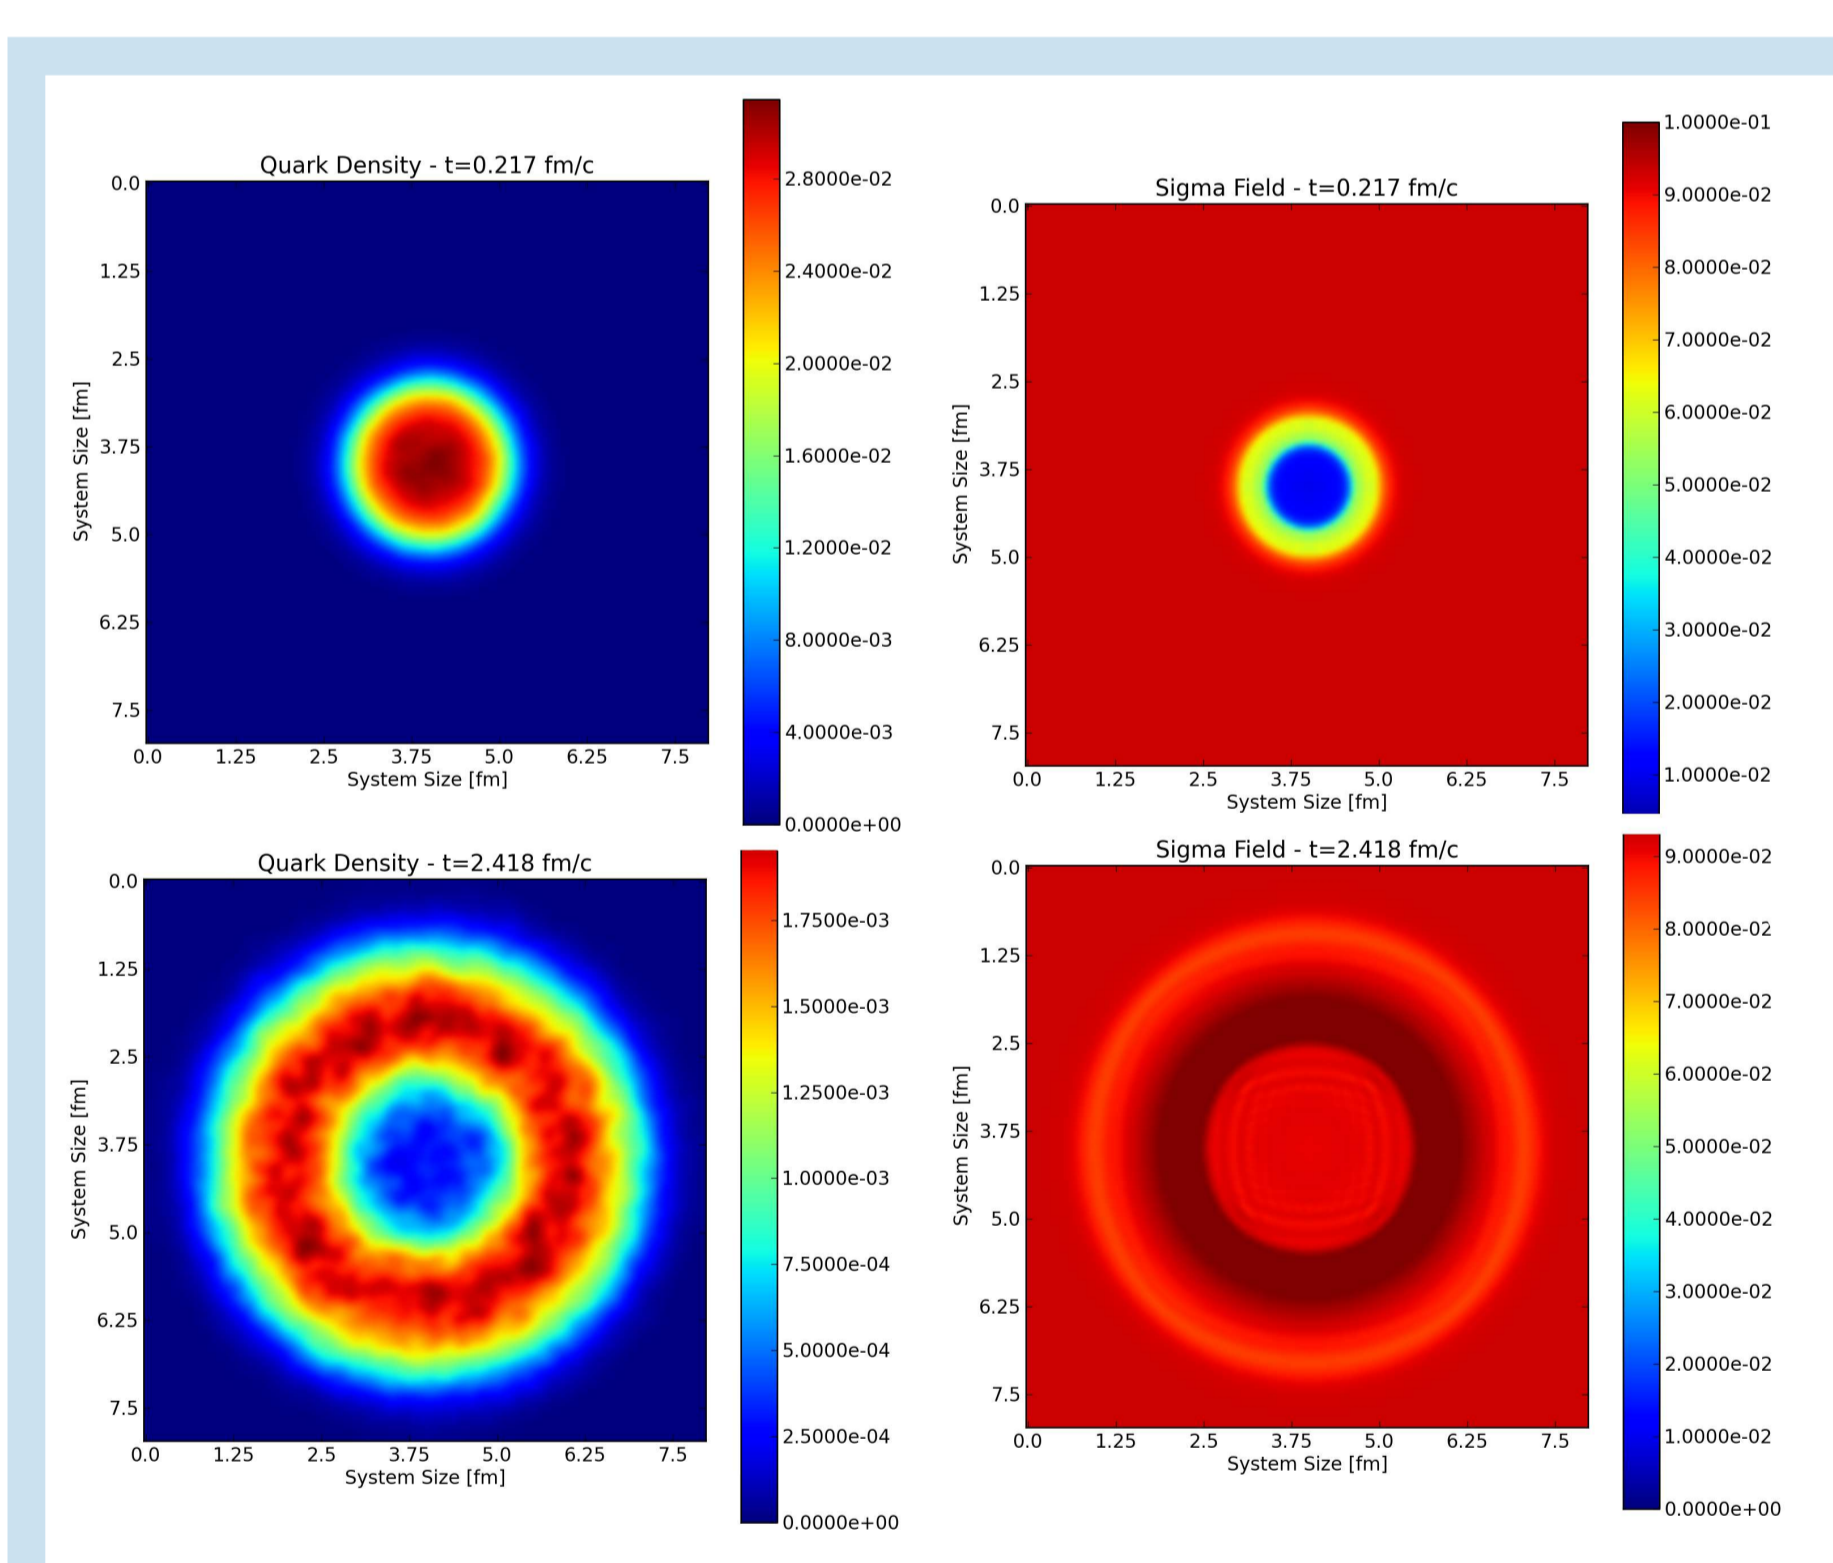 Quark Density - t=0.217 fm/c
0.0
1.25
2.5
3.75
5.0
6.25
7.5
System Size [fm]
0.0 1.25 2.5 3.75 5.0 6.25 7.5
System Size [fm]
2.8000e-02
2.4000e-02
2.0000e-02
1.6000e-02
1.2000e-02
8.0000e-03
4.0000e-03
0.0000e+00
Sigma Field - t=0.217 fm/c
0.0
1.25
2.5
3.75
5.0
6.25
7.5
System Size [fm]
0.0 1.25 2.5 3.75 5.0 6.25 7.5
System Size [fm]
1.0000e-01
9.0000e-02
8.0000e-02
7.0000e-02
6.0000e-02
5.0000e-02
4.0000e-02
3.0000e-02
2.0000e-02
1.0000e-02
Quark Density - t=2.418 fm/c
0.0
1.25
2.5
3.75
5.0
6.25
7.5
System Size [fm]
0.0 1.25 2.5 3.75 5.0 6.25 7.5
System Size [fm]
1.7500e-03
1.5000e-03
1.2500e-03
1.0000e-03
7.5000e-04
5.0000e-04
2.5000e-04
0.0000e+00
Sigma Field - t=2.418 fm/c
0.0
1.25
2.5
3.75
5.0
6.25
7.5
System Size [fm]
0.0 1.25 2.5 3.75 5.0 6.25 7.5
System Size [fm]
9.0000e-02
8.0000e-02
7.0000e-02
6.0000e-02
5.0000e-02
4.0000e-02
3.0000e-02
2.0000e-02
1.0000e-02
0.0000e+00